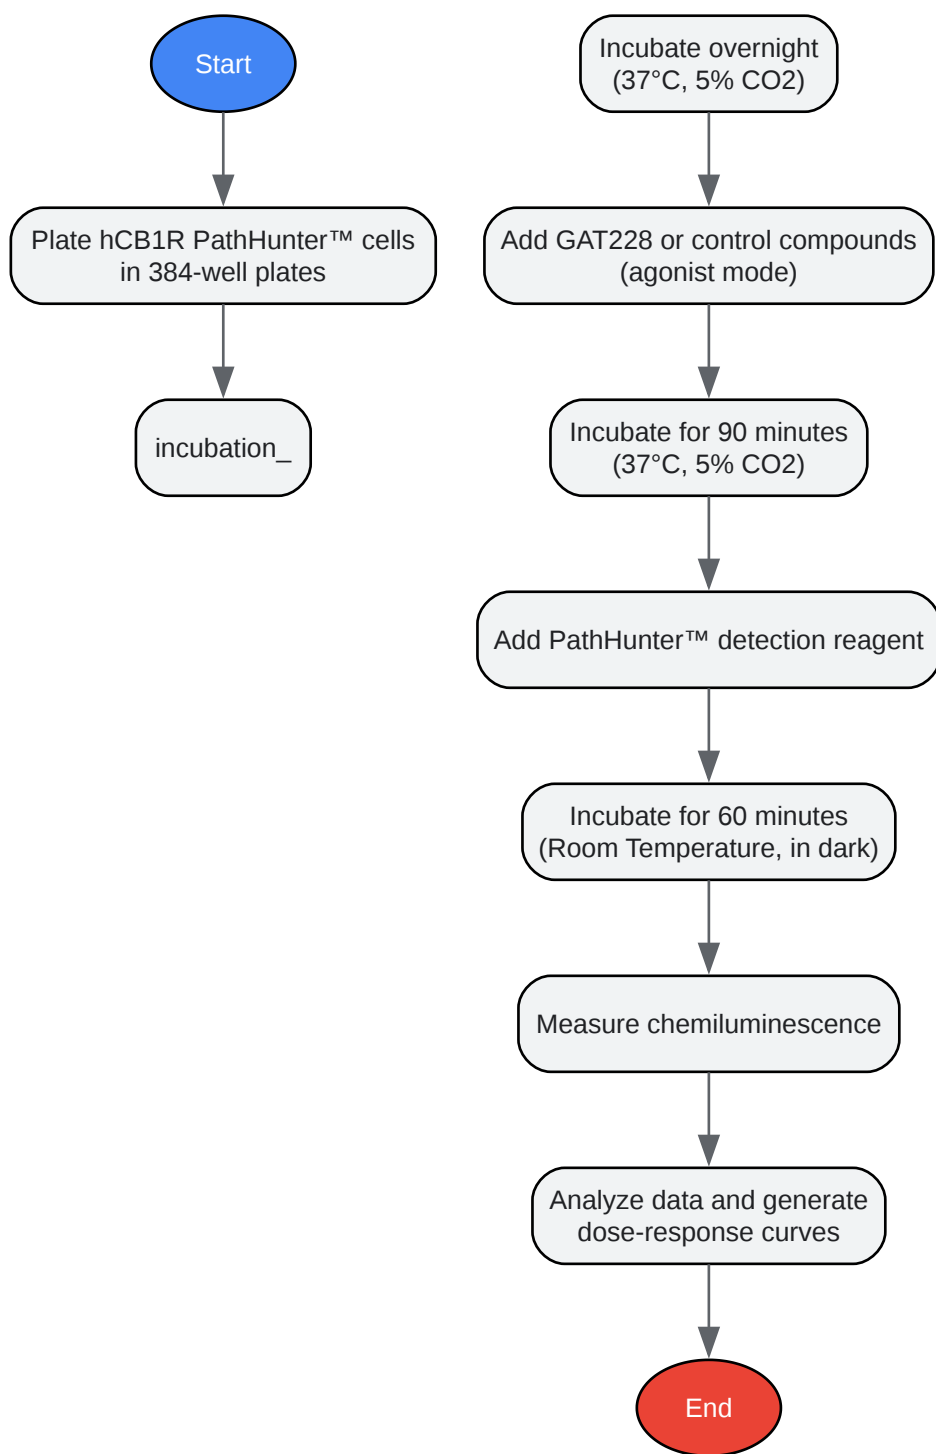 Start
Plate hCB1R PathHunter™ cells
in 384-well plates
incubation_
Incubate overnight
(37°C, 5% CO2)
Add GAT228 or control compounds
(agonist mode)
Incubate for 90 minutes
(37°C, 5% CO2)
Add PathHunter™ detection reagent
Incubate for 60 minutes
(Room Temperature, in dark)
Measure chemiluminescence
Analyze data and generate
dose-response curves
End